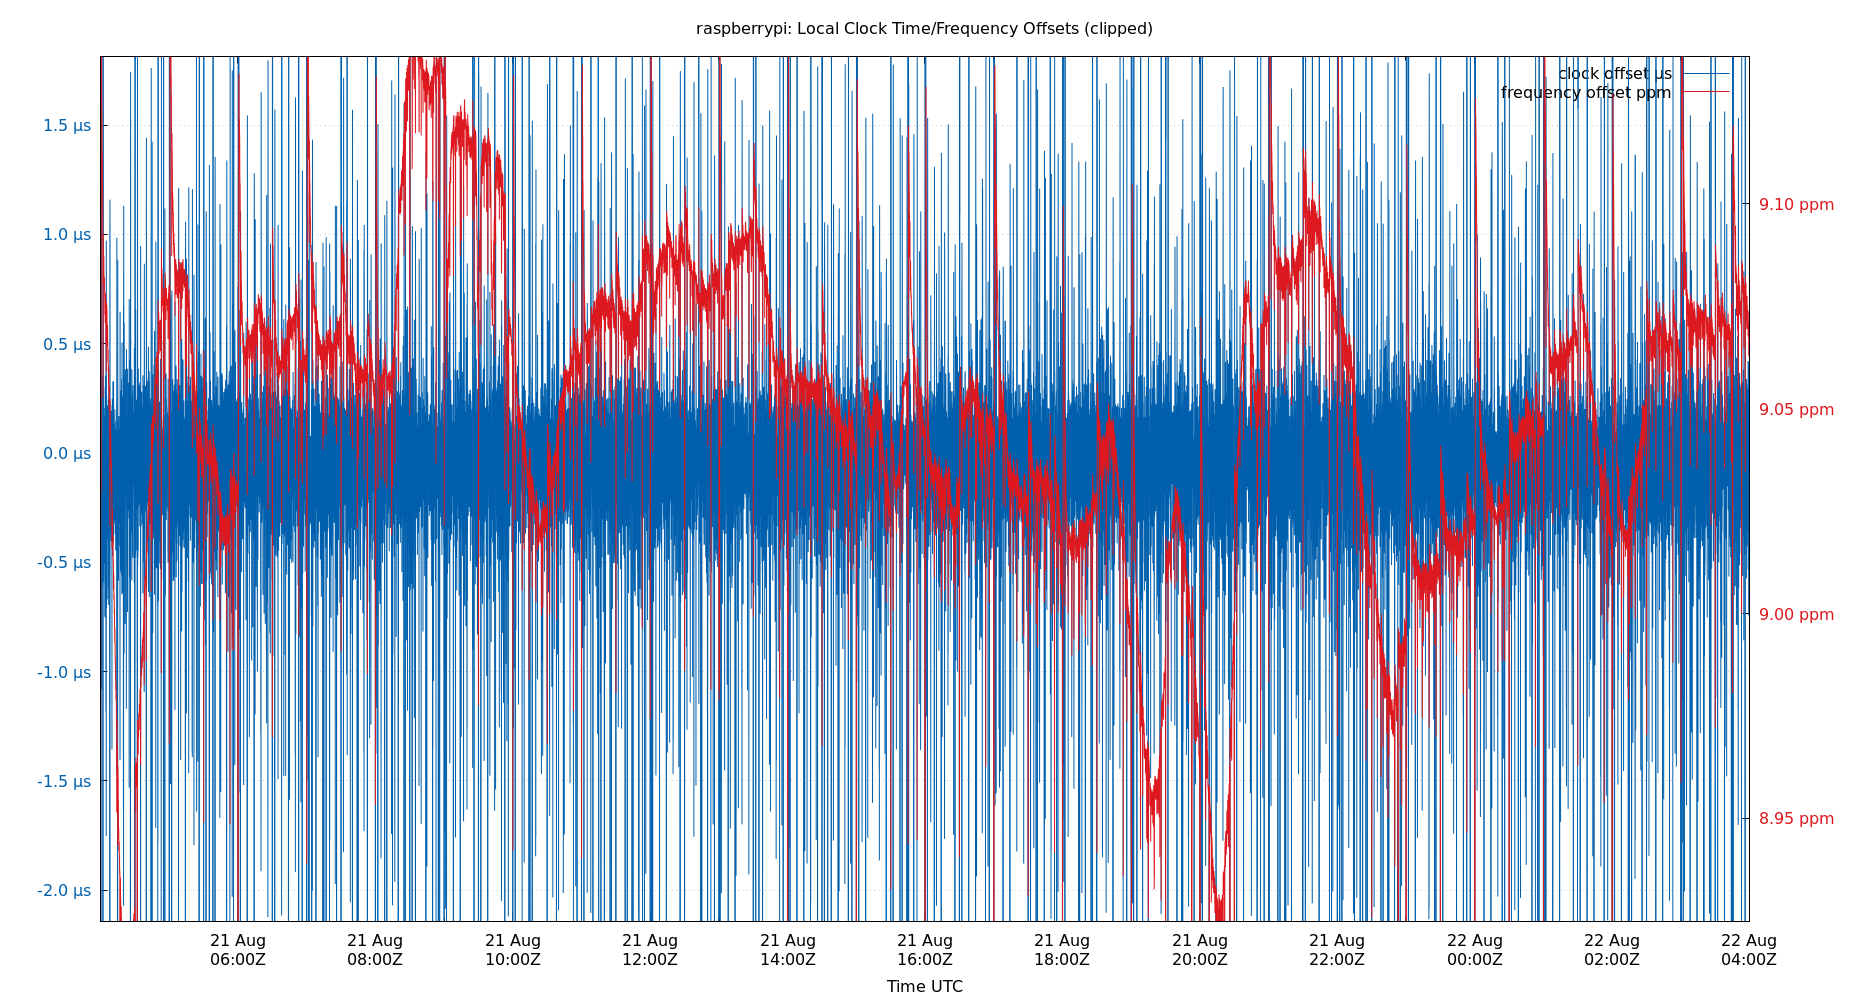 raspberrypi: Local Clock Time/Frequency Offsets (clipped)
clock offset µs
frequency offset ppm
1.5 µs
1.0 µs
0.5 µs
0.0 µs
-0.5 µs
-1.0 µs
-1.5 µs
-2.0 µs
9.10 ppm
9.05 ppm
9.00 ppm
8.95 ppm
21 Aug 21 Aug 21 Aug 21 Aug 21 Aug 21 Aug 21 Aug 21 Aug 21 Aug 22 Aug 22 Aug 22 Aug
06:00Z 08:00Z 10:00Z 12:00Z 14:00Z 16:00Z 18:00Z 20:00Z 22:00Z 00:00Z 02:00Z 04:00Z
Time UTC